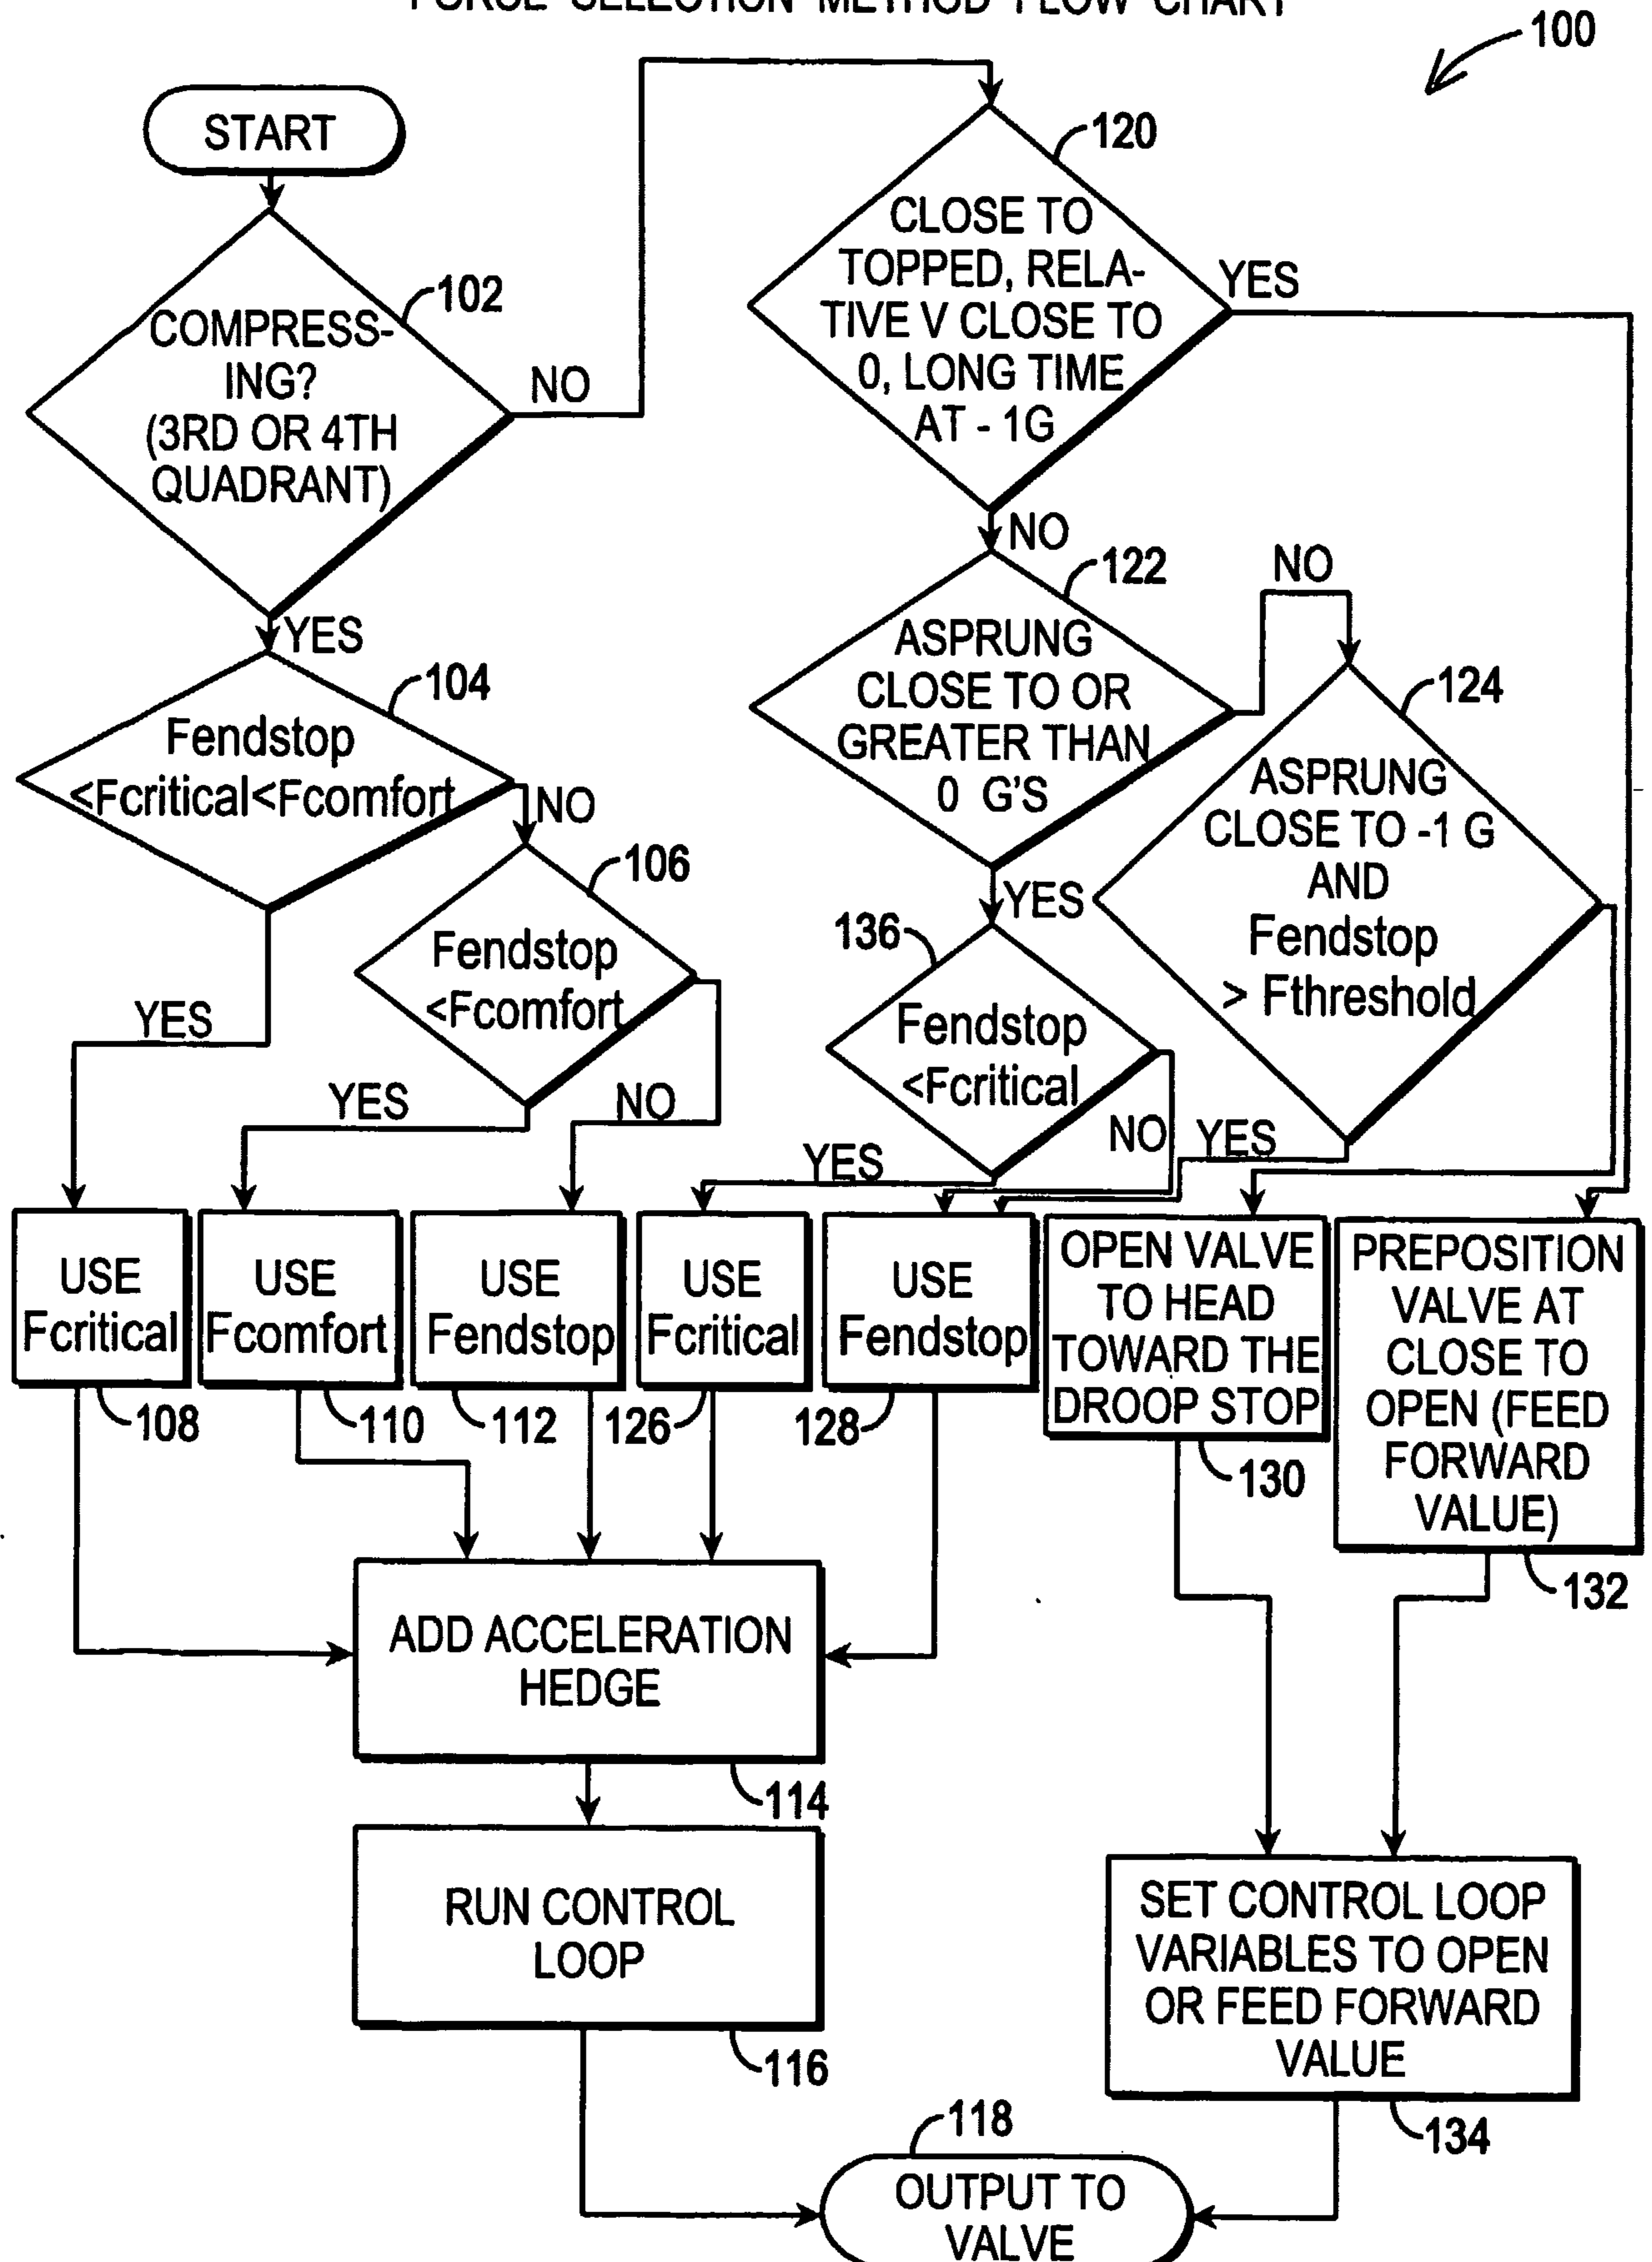 FORCE SELECTION METHOD FLOW CHART
100
START
120
CLOSE TO
TOPPED, RELA-
TIVE V CLOSE TO
0, LONG TIME
AT - 1G
YES
102
COMPRESS-
ING?
(3RD OR 4TH
QUADRANT)
NO
NO
122
NO
YES
ASPRUNG
CLOSE TO OR
GREATER THAN
0 G'S
104
Fendstop
<Fcritical<Fcomfort
NO
124
ASPRUNG
CLOSE TO -1 G
AND
Fendstop
> Fthreshold
106
Fendstop
<Fcomfort
YES
136
Fendstop
<Fcritical
YES
YES
NO
NO
YES
YES
USE
Fcritical
USE
Fcomfort
USE
Fendstop
USE
Fcritical
USE
Fendstop
OPEN VALVE
TO HEAD
TOWARD THE
DROOP STOP
PREPOSITION
VALVE AT
CLOSE TO
OPEN (FEED
FORWARD
VALUE)
108
110
112
126
128
130
132
ADD ACCELERATION
HEDGE
114
RUN CONTROL
LOOP
116
SET CONTROL LOOP
VARIABLES TO OPEN
OR FEED FORWARD
VALUE
134
118
OUTPUT TO
VALVE